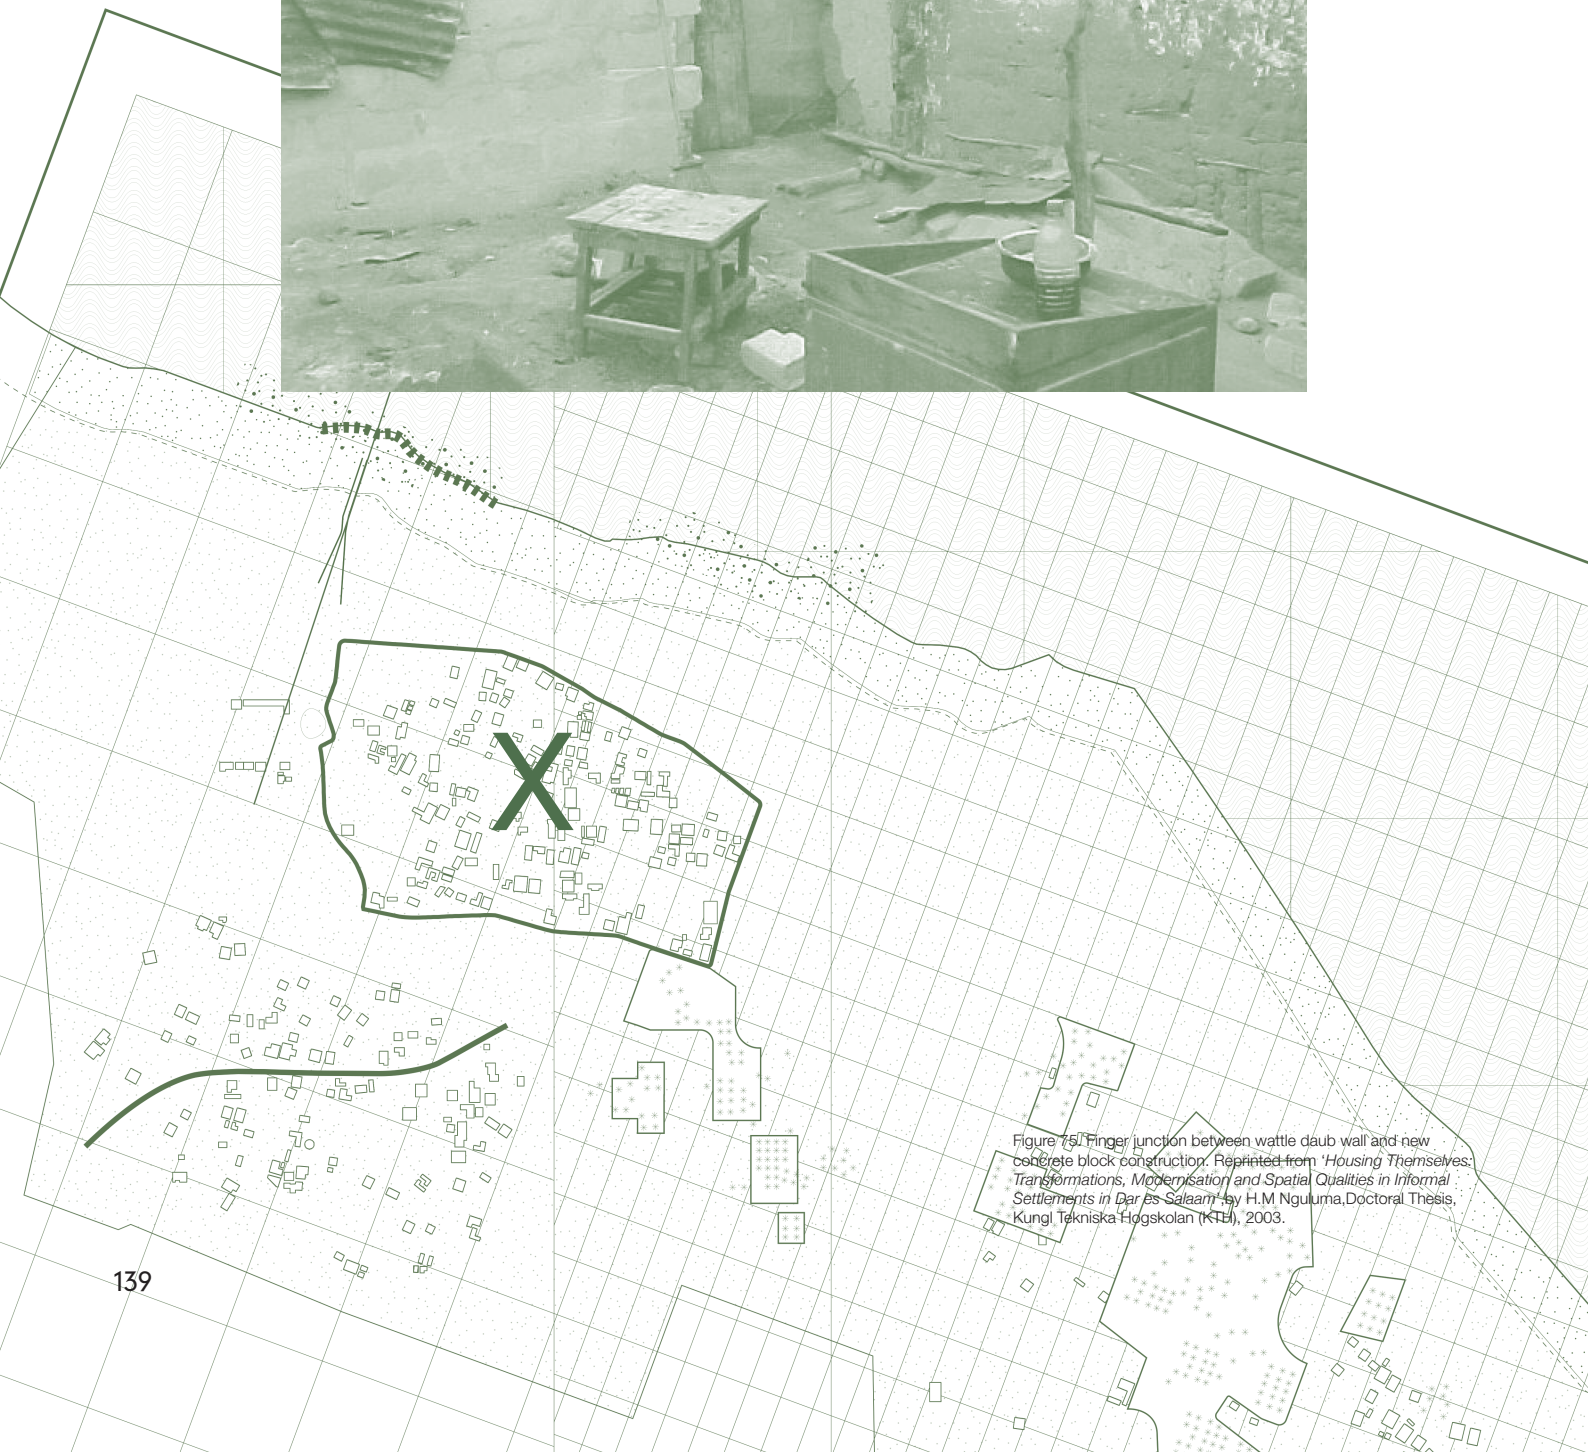 X
Figure 75. Finger junction between wattle daub wall and new
concrete block construction. Reprinted from ‘Housing Themselves:
Transformations, Modernisation and Spatial Qualities in Informal
Settlements in Dar es Salaam’, by H.M Nguluma,Doctoral Thesis,
Kungl Tekniska Hogskolan (KTH), 2003.
139